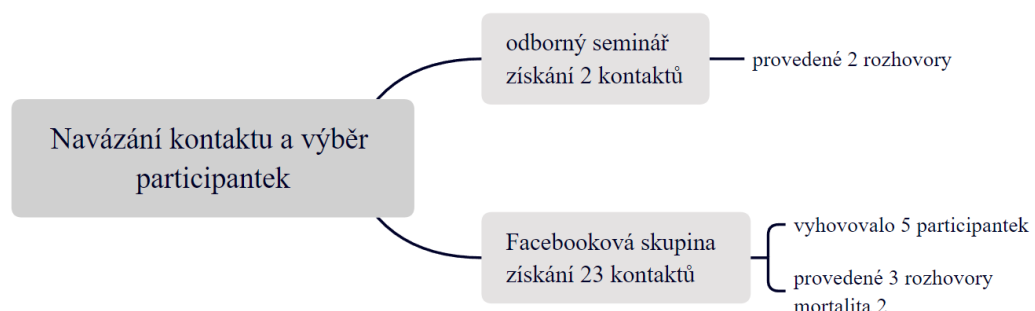 Navázání kontaktu a výběr
participantek
odborný seminář
získání 2 kontaktů
provedené 2 rozhovory
Facebooková skupina
získání 23 kontaktů
vyhovovalo 5 participantek
provedené 3 rozhovory
mortalita 2